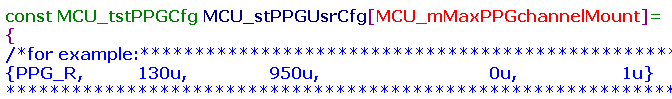 const MCU_tstPPGCfg MCU_stPPGUsrCfg[MCU_mMaxPPGchannelMount]=
{
/*for example:*****************************************************
{PPG_R, 130u, 950u, 0u, 1u}
*******************************************************************